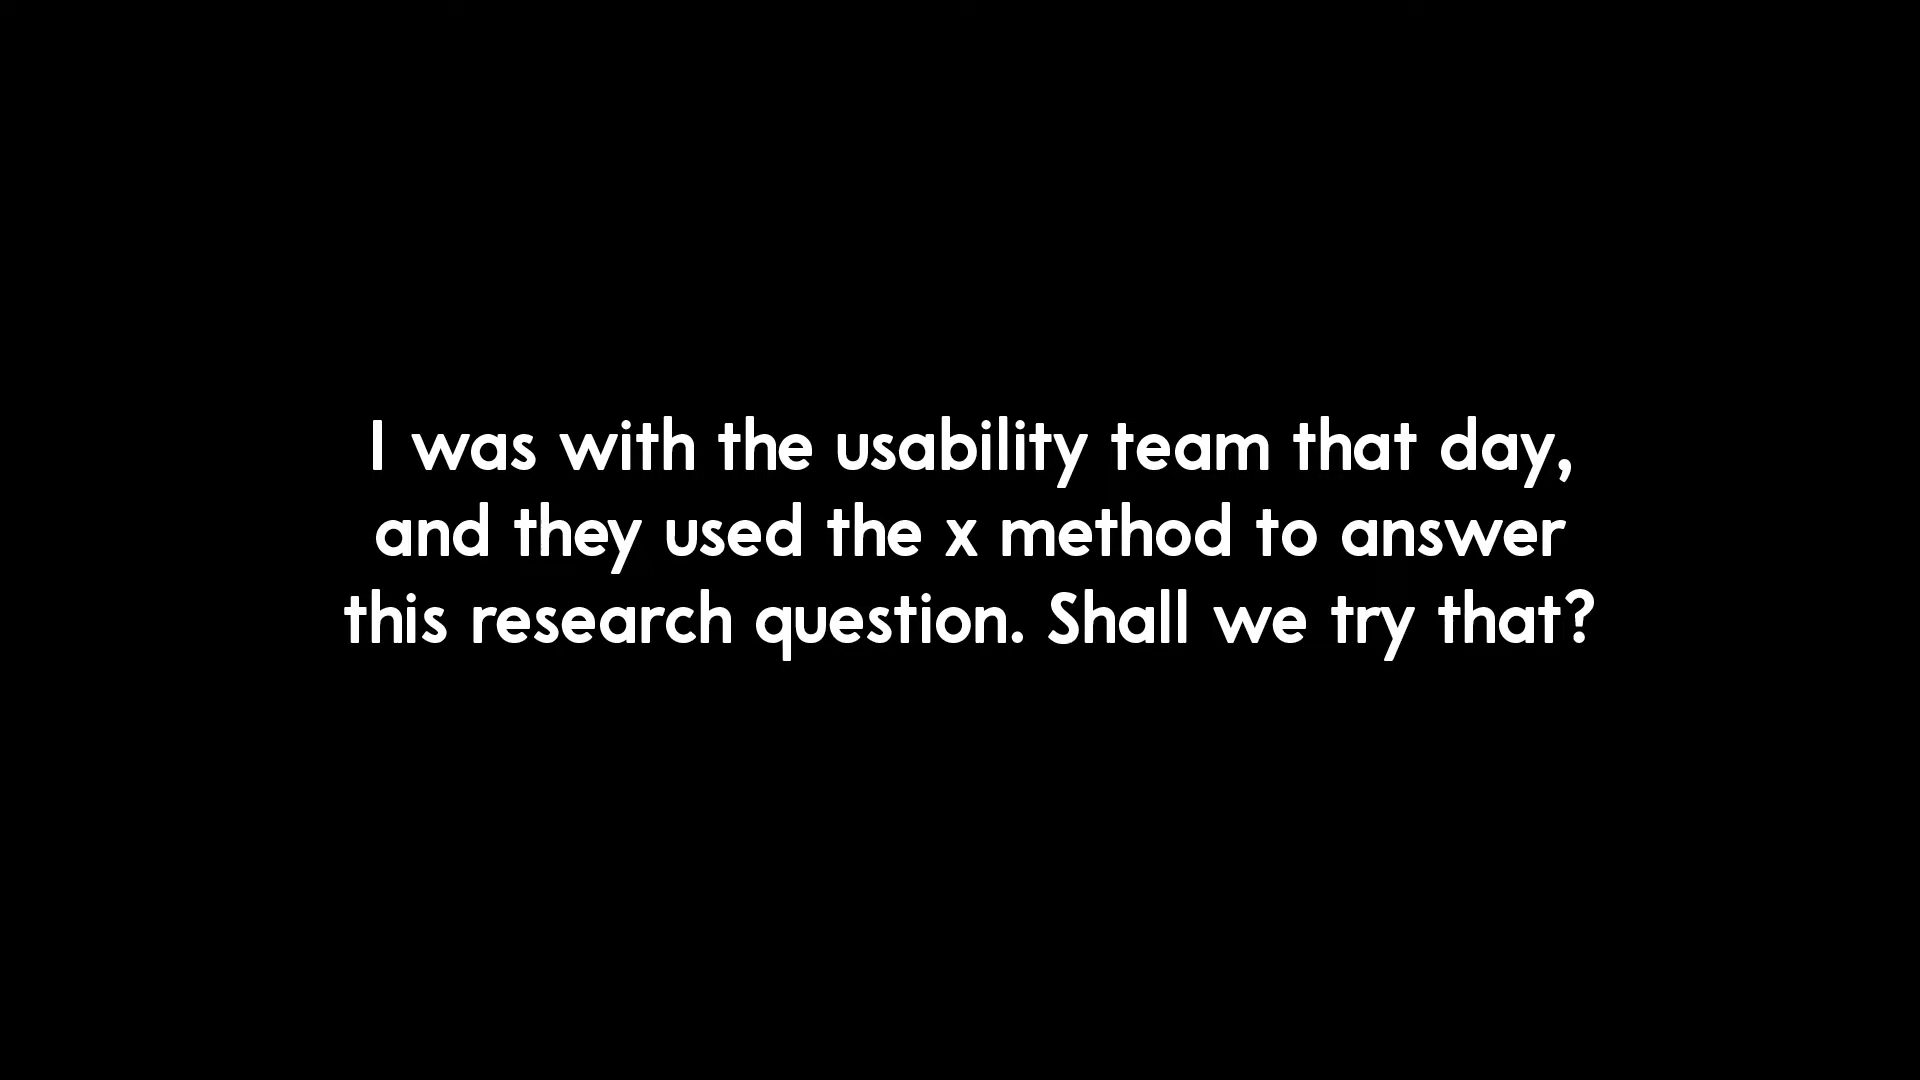 I was with the usability team that day,
and they used the x method to answer
this research question. Shall we try that?